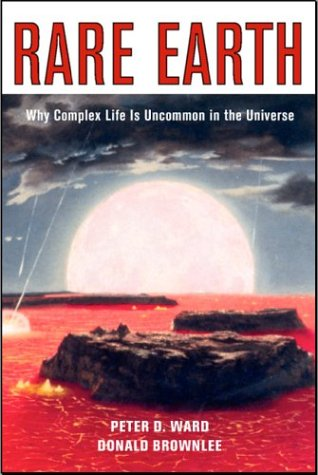 RARE EARTH
Why Complex Life Is Uncommon in the Universe
PETER D. WARD
DONALD BROWNLEE